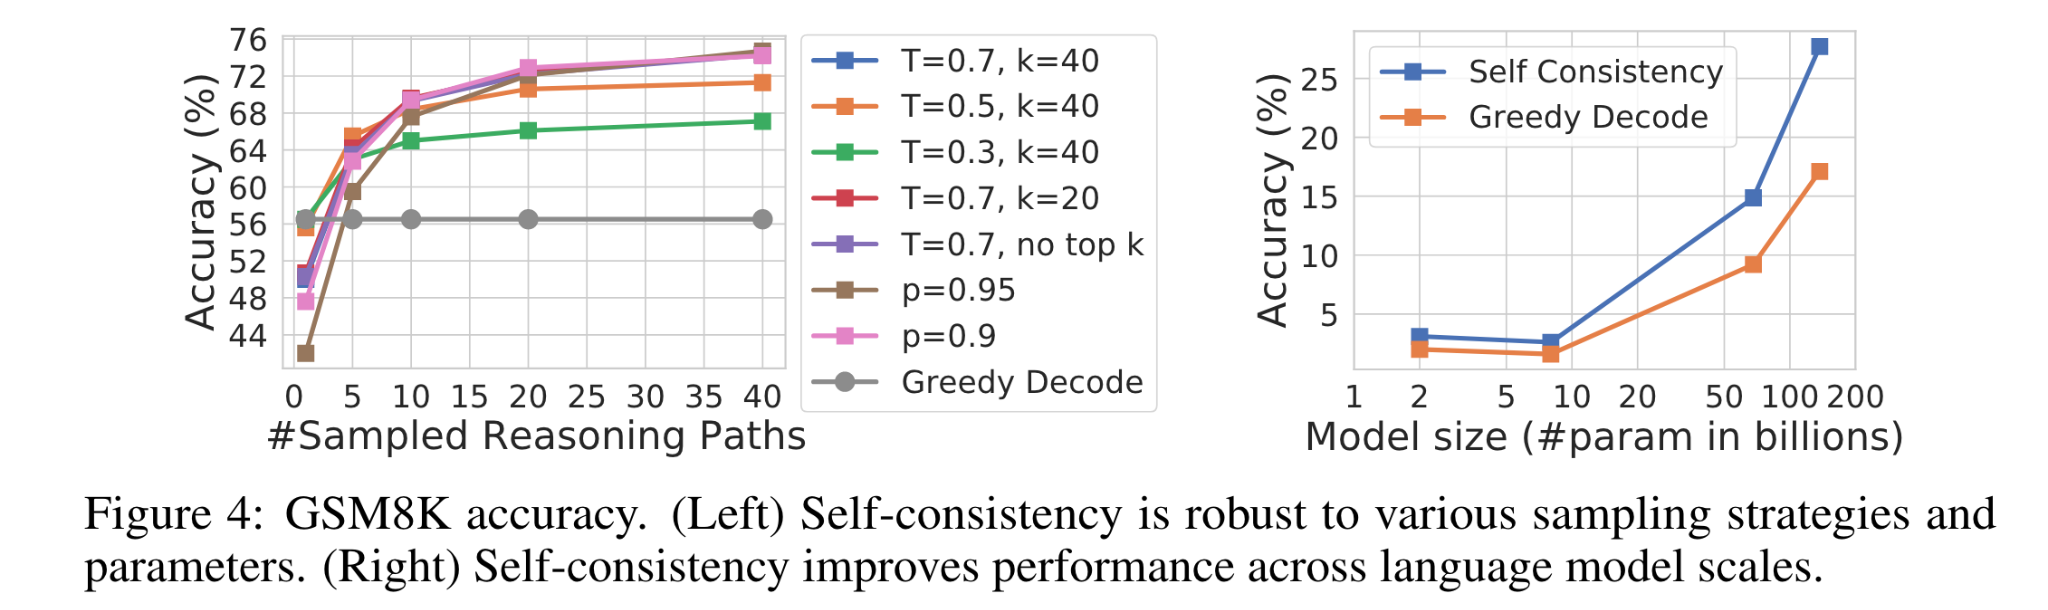 76
72
68
64
60
56
52
48
44
Accuracy (%)
0 5 10 15 20 25 30 35 40
#Sampled Reasoning Paths
T=0.7, k=40
T=0.5, k=40
T=0.3, k=40
T=0.7, k=20
T=0.7, no top k
p=0.95
p=0.9
Greedy Decode
25
20
15
10
5
Accuracy (%)
Self Consistency
Greedy Decode
1 2 5 10 20 50 100 200
Model size (#param in billions)
Figure 4: GSM8K accuracy. (Left) Self-consistency is robust to various sampling strategies and
parameters. (Right) Self-consistency improves performance across language model scales.